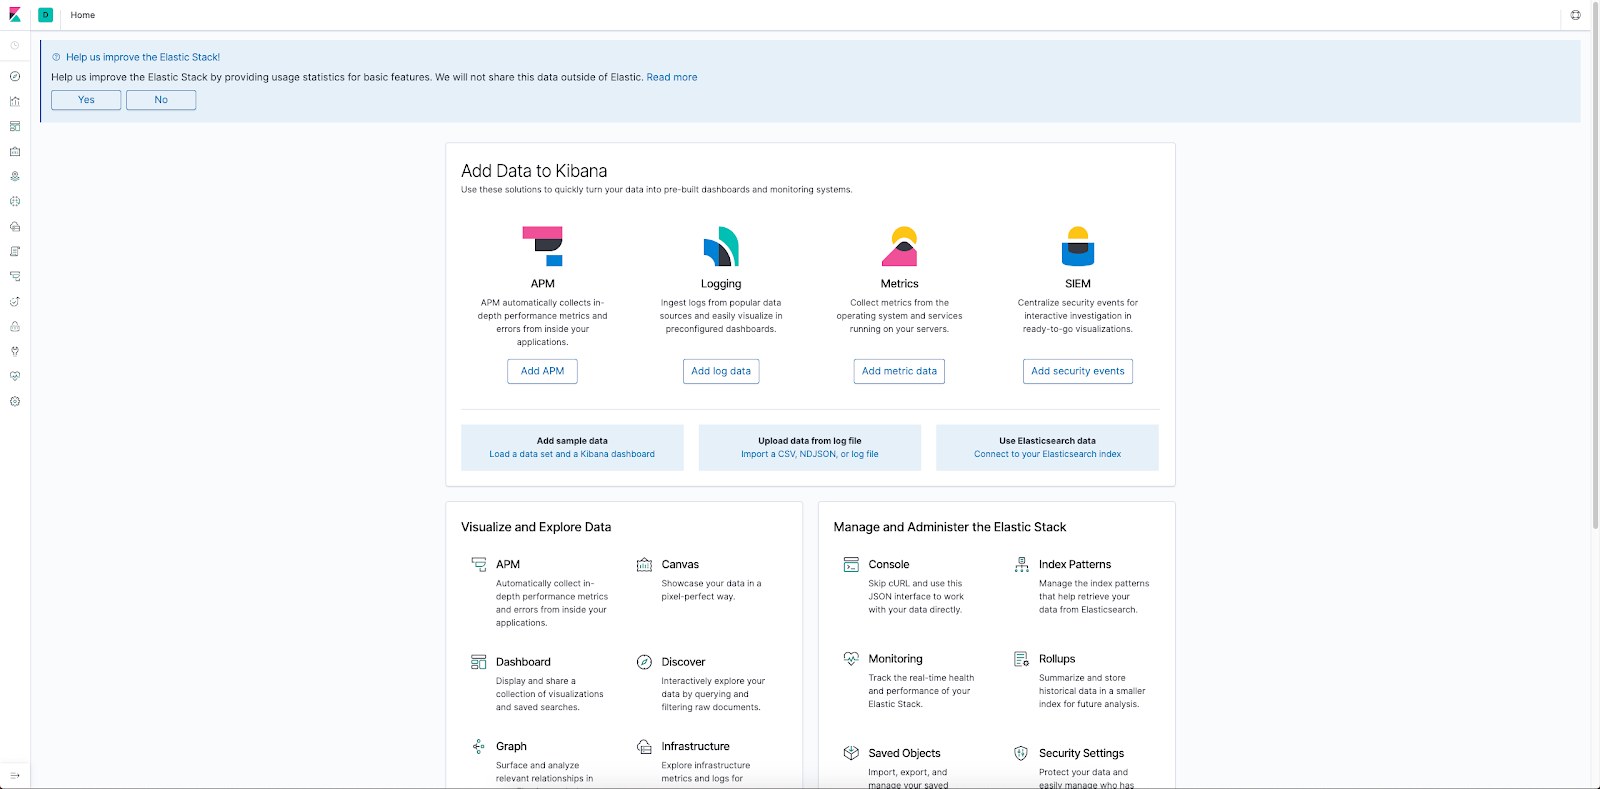 D Home
Help us improve the Elastic Stack!
Help us improve the Elastic Stack by providing usage statistics for basic features. We will not share this data outside of Elastic. Read more
Yes No
Add Data to Kibana
Use these solutions to quickly turn your data into pre-built dashboards and monitoring systems.
APM
APM automatically collects in-
depth performance metrics and
errors from inside your
applications.
Add APM
Logging
Ingest logs from popular data
sources and easily visualize in
preconfigured dashboards.
Add log data
Metrics
Collect metrics from the
operating system and services
running on your servers.
Add metric data
SIEM
Centralize security events for
interactive investigation in
ready-to-go visualizations.
Add security events
Add sample data
Load a data set and a Kibana dashboard
Upload data from log file
Import a CSV, NDJSON, or log file
Use Elasticsearch data
Connect to your Elasticsearch index
Visualize and Explore Data
APM
Automatically collect in-
depth performance metrics
and errors from inside your
applications.
Canvas
Showcase your data in a
pixel-perfect way.
Dashboard
Display and share a
collection of visualizations
and saved searches.
Discover
Interactively explore your
data by querying and
filtering raw documents.
Graph
Surface and analyze
relevant relationships in
Infrastructure
Explore infrastructure
metrics and logs for
Manage and Administer the Elastic Stack
Console
Skip cURL and use this
JSON interface to work
with your data directly.
Index Patterns
Manage the index patterns
that help retrieve your
data from Elasticsearch.
Monitoring
Track the real-time health
and performance of your
Elastic Stack.
Rollups
Summarize and store
historical data in a smaller
index for future analysis.
Saved Objects
Import, export, and
manage your saved
Security Settings
Protect your data and
easily manage who has